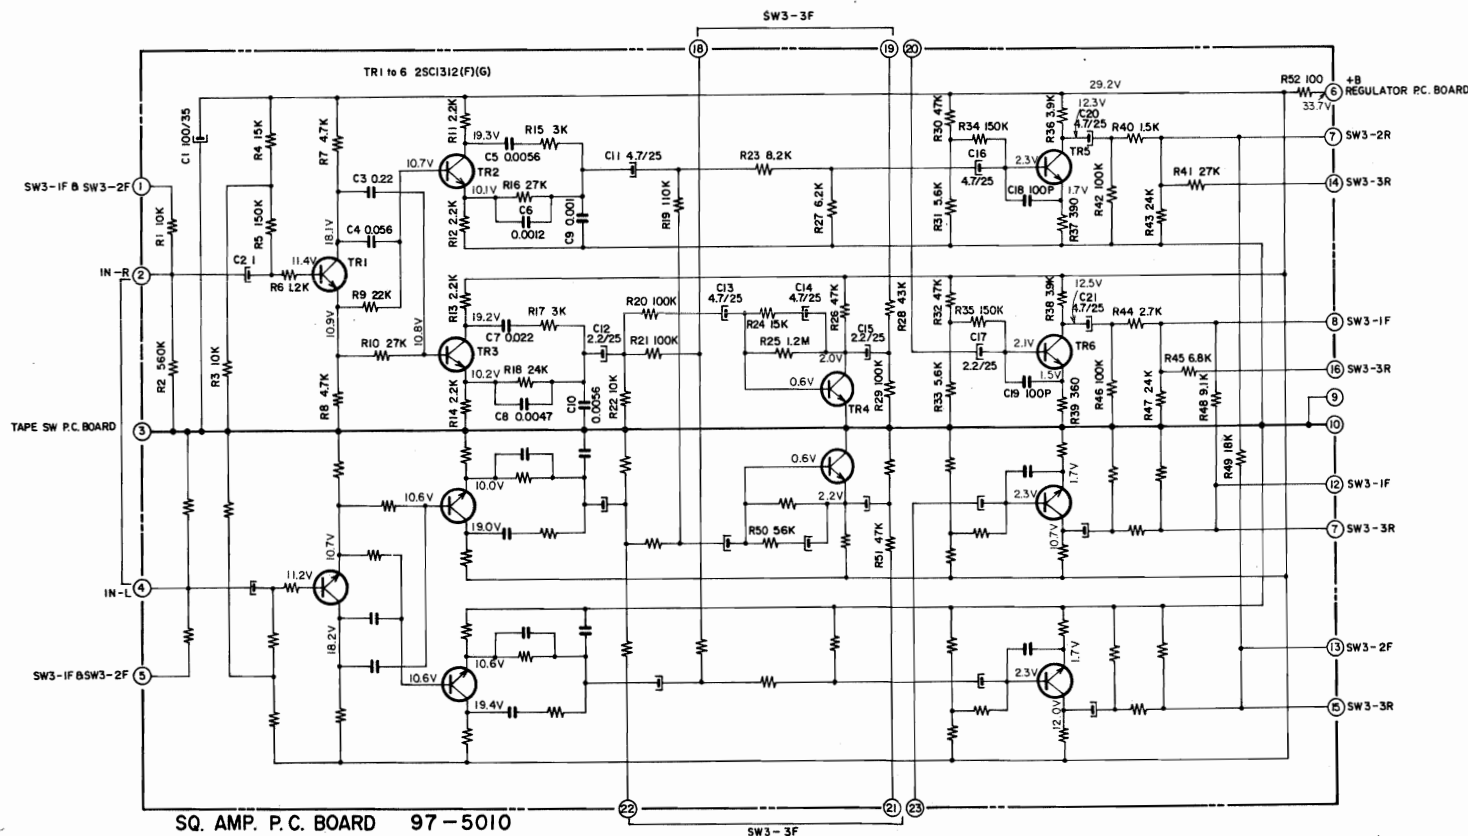 SW3-3F
18
19
20
TR1 to 6 2SC1312(F)(G)
29.2V
R52 100
+B
6
REGULATOR P.C. BOARD
33.7V
C1 100/35
R4 15K
R7 4.7K
R11 2.2K
19.3V
R15 3K
C5 0.0056
10.7V
TR2
C11 4.7/25
R23 8.2K
R30 47K
R34 150K
C16
4.7/25
R36 3.9K
12.3V
C20
4.7/25
R40 1.5K
7
SW3-2R
TR5
2.3V
1.7V
C18 100P
R41 27K
14
SW3-3R
SW3-1F & SW3-2F
1
C3 0.22
10.1V
R16 27K
C6
0.0012
C9 0.001
R12 2.2K
R19 110K
R27 6.2K
R31 5.6K
R37 390
R42 100K
R43 24K
R1 10K
R5 150K
18.1V
C4 0.056
IN-R
2
C2 1
R6 1.2K
11.4V
TR1
R9 22K
10.9V
10.8V
R13 2.2K
19.2V
R17 3K
C7 0.022
C12
2.2/25
R20 100K
R21 100K
C13
4.7/25
C14
4.7/25
R24 15K
R25 1.2M
R26 47K
C15
2.2/25
R28 43K
R32 47K
R35 150K
C17
2.2/25
R38 3.9K
12.5V
C21
4.7/25
R44 2.7K
8
SW3-1F
R10 27K
TR3
10.2V
R18 24K
C8 0.0047
C10
0.0056
R22 10K
2.0V
0.6V
TR4
R29 100K
R33 5.6K
2.1V
TR6
1.5V
C19 100P
R39 360
R46 100K
R47 24K
R45 6.8K
R48 9.1K
16
SW3-3R
9
R2 560K
R3 10K
R8 4.7K
R14 2.2K
TAPE SW P.C. BOARD
3
10
R49 18K
0.6V
2.2V
10.0V
10.6V
19.0V
R50 56K
R51 47K
2.3V
1.7V
10.7V
12
SW3-1F
7
SW3-3R
10.7V
11.2V
4
IN-L
18.2V
10.6V
10.6V
19.4V
2.3V
1.7V
12.0V
13
SW3-2F
SW3-1F&SW3-2F
5
15
SW3-3R
22
21
23
SQ. AMP. P. C. BOARD 97-5010
SW3-3F